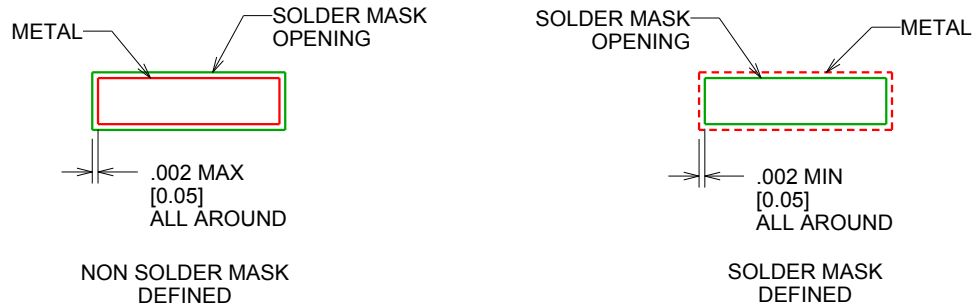 METAL
SOLDER MASK
OPENING
.002 MAX
[0.05]
ALL AROUND
NON SOLDER MASK
DEFINED
SOLDER MASK
OPENING
METAL
.002 MIN
[0.05]
ALL AROUND
SOLDER MASK
DEFINED